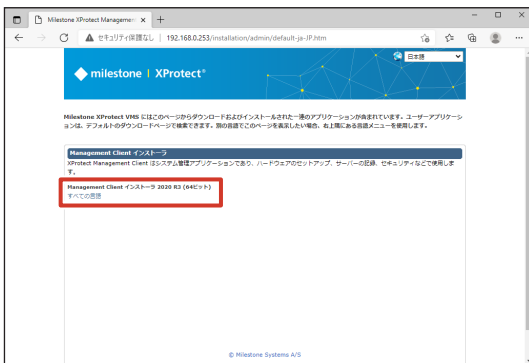 Milestone XProtect Management
セキュリティ保護なし | 192.168.0.253/installation/admin/default-ja-JP.htm
日本語
milestone | XProtect®
Milestone XProtect VMS にはこのページからダウンロードおよびインストールされた一連のアプリケーションが含まれています。ユーザーアプリケーシ
ョンは、デフォルトのダウンロードページで検索できます。別の言語でこのページを表示したい場合、右上隅にある言語メニューを使用します。
Management Client インストーラ
XProtect Management Client はシステム管理アプリケーションであり、ハードウェアのセットアップ、サーバーの記録、セキュリティなどで使用しま
す。
Management Client インストーラ 2020 R3 (64ビット)
すべての言語
© Milestone Systems A/S